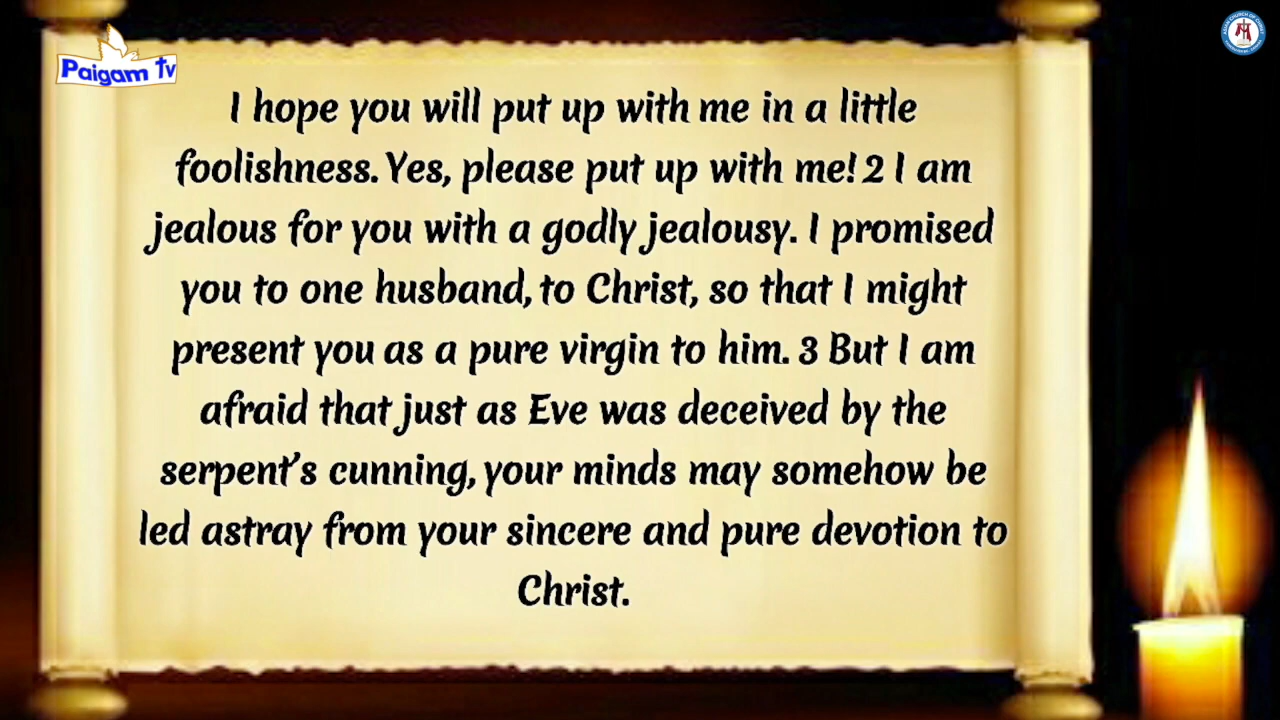 Paigam Tv
I hope you will put up with me in a little
foolishness. Yes, please put up with me! 2 I am
jealous for you with a godly jealousy. I promised
you to one husband, to Christ, so that I might
present you as a pure virgin to him. 3 But I am
afraid that just as Eve was deceived by the
serpent's cunning, your minds may somehow be
led astray from your sincere and pure devotion to
Christ.